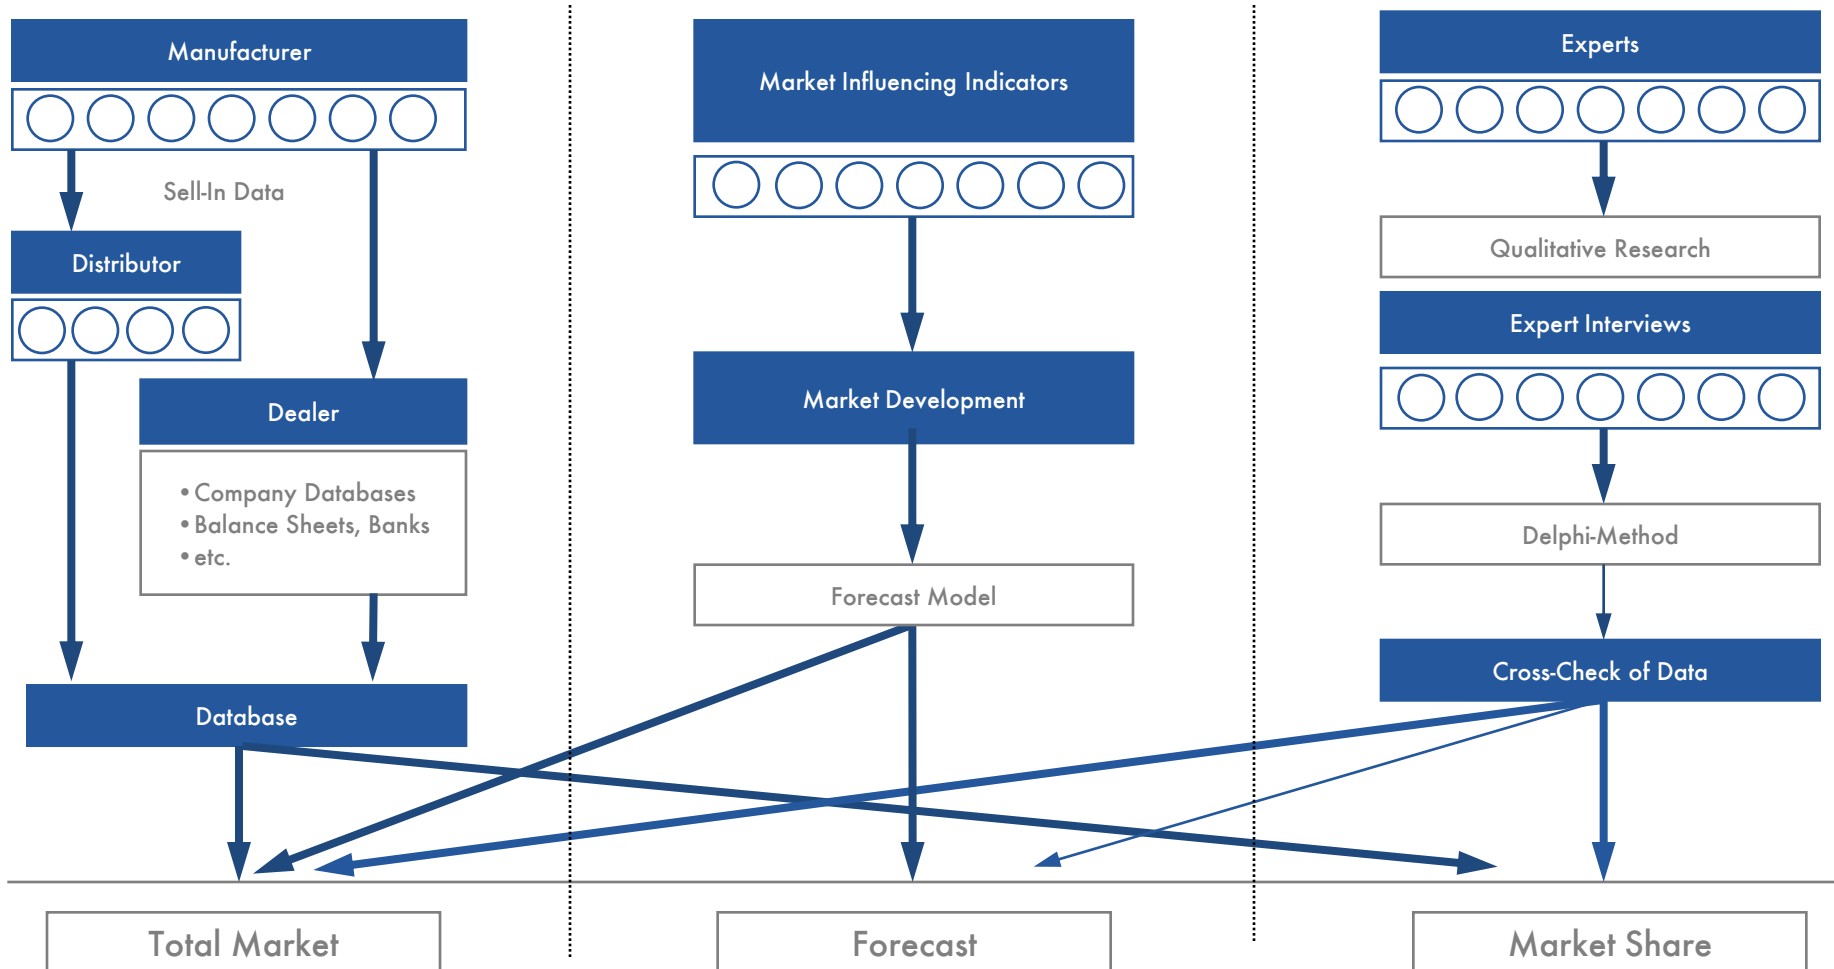 Manufacturer
Sell-In Data
Distributor
Dealer
• Company Databases
• Balance Sheets, Banks
• etc.
Database
Total Market
Market Influencing Indicators
Market Development
Forecast Model
Forecast
Experts
Qualitative Research
Expert Interviews
Delphi-Method
Cross-Check of Data
Market Share